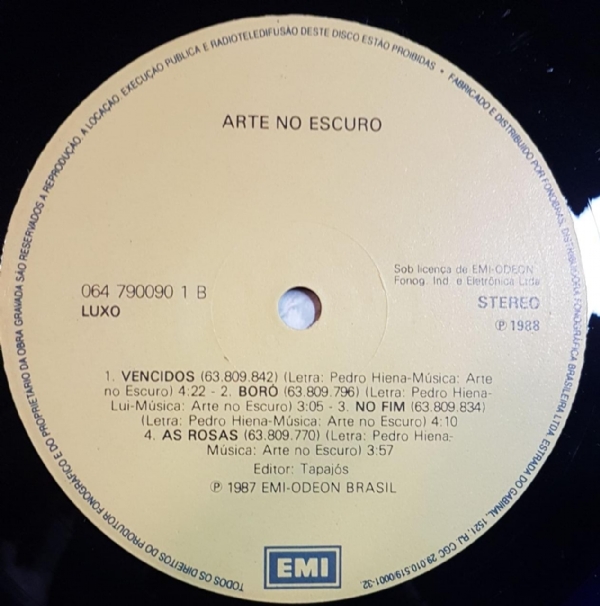 TODOS OS DIREITOS DO PRODUTOR FONOGRÁFICO E DO PROPRIETÁRIO DA OBRA GRAVADA SÃO RESERVADOS A REPRODUÇÃO, A LOCAÇÃO, EXECUÇÃO PÚBLICA E RADIOTELEDIFUSÃO DESTE DISCO ESTÃO PROIBIDAS • FABRICADO E DISTRIBUÍDO POR FONOBRAS, DISTRIBUIDORA FONOGRÁFICA BRASILEIRA LTDA. ESTRADA DO GABINAL, 1521, RJ, CGC 29.010.519/0001-32.
ARTE NO ESCURO
064 790090 1 B
LUXO
Sob licença de EMI-ODEON
Fonog. Ind. e Eletrônica Ltda
STEREO
℗ 1988
1. VENCIDOS (63.809.842) (Letra: Pedro Hiena-Música: Arte
no Escuro) 4:22 - 2. BORÓ (63.809.796) (Letra: Pedro Hiena-
Lui-Música: Arte no Escuro) 3:05 - 3. NO FIM (63.809.834)
(Letra: Pedro Hiena-Música: Arte no Escuro) 4:10
4. AS ROSAS (63.809.770) (Letra: Pedro Hiena-
Música: Arte no Escuro) 3:57
Editor: Tapajós
℗ 1987 EMI-ODEON BRASIL
EMI